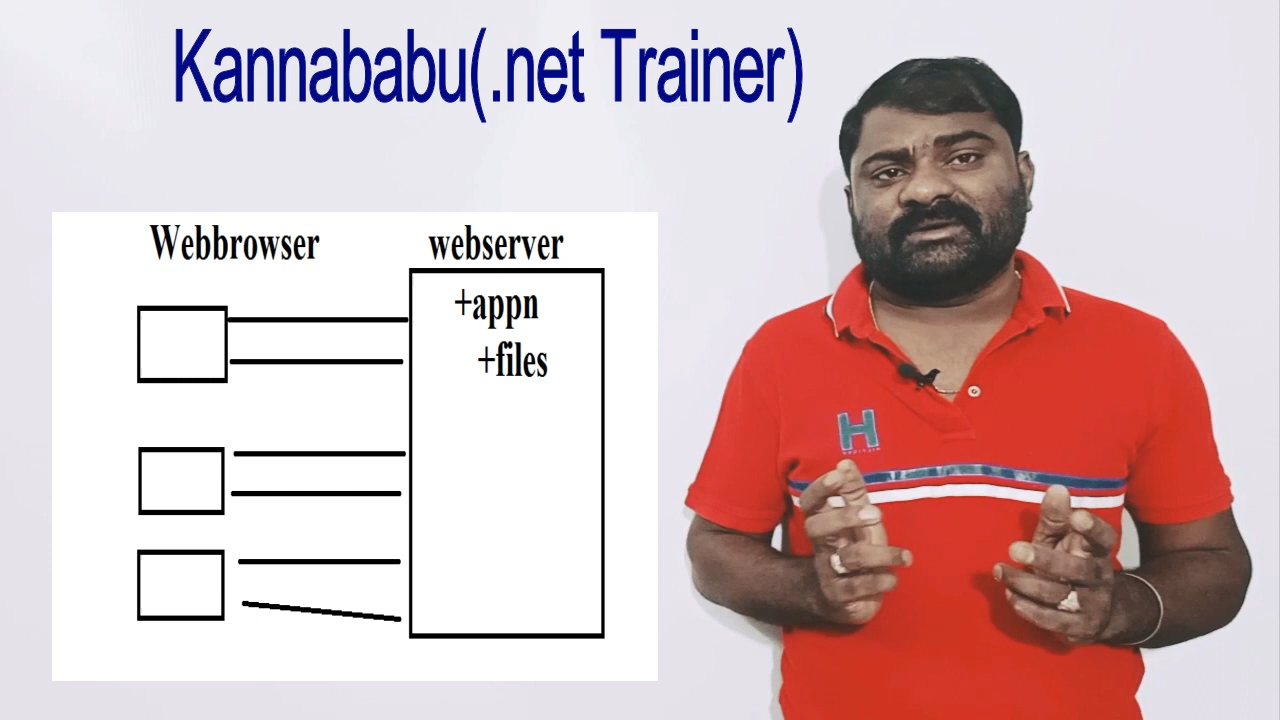 Kannababu(.net Trainer)
Webbrowser
webserver
+appn
+files
H